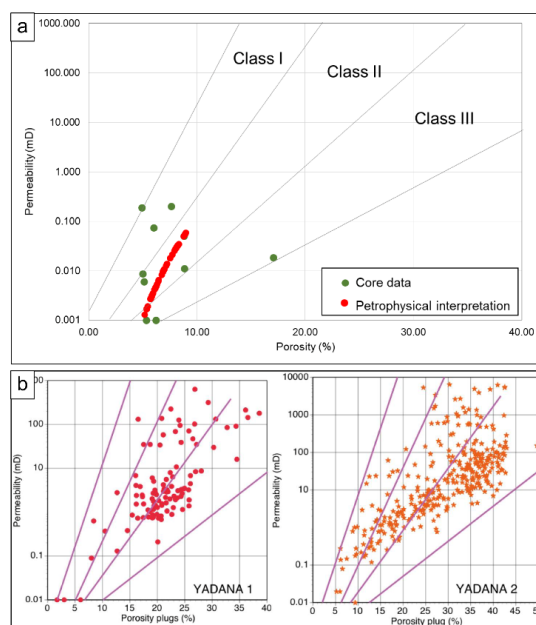 a
1000.000
Class I
100.000
Class II
10.000
Class III
Permeability (mD)
1.000
0.100
0.010
Core data
Petrophysical interpretation
0.001
0.00 10.00 20.00 30.00 40.00
Porosity (%)
b
100
10
0.1
0.01
Permeability (mD)
YADANA 1
0 5 10 15 20 25 30 35 40
Porosity plugs (%)
10000
1000
100
10
0.1
0.01
Permeability (mD)
YADANA 2
0 5 10 15 20 25 30 35 40 45
Porosity plug (%)